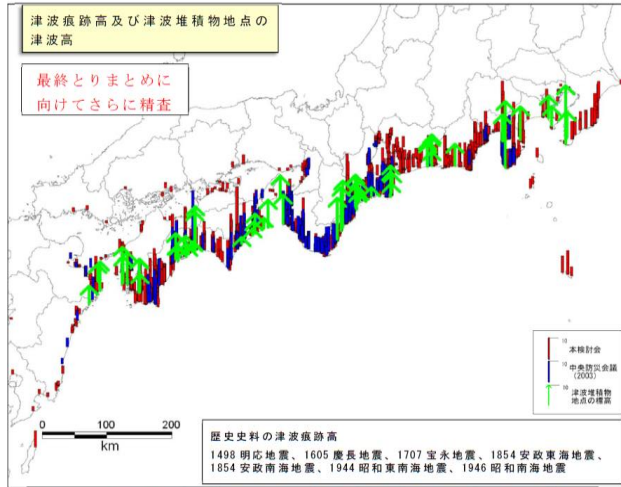 津波痕跡高及び津波堆積物地点の
津波高
最終とりまとめに
向けてさらに精査
10
本検討会
10
中央防災会議
(2003)
津波堆積物
地点の標高
0 50 100 200
km
歴史史料の津波痕跡高
1498 明応地震、1605 慶長地震、1707 宝永地震、1854 安政東海地震、
1854 安政南海地震、1944 昭和東南海地震、1946 昭和南海地震